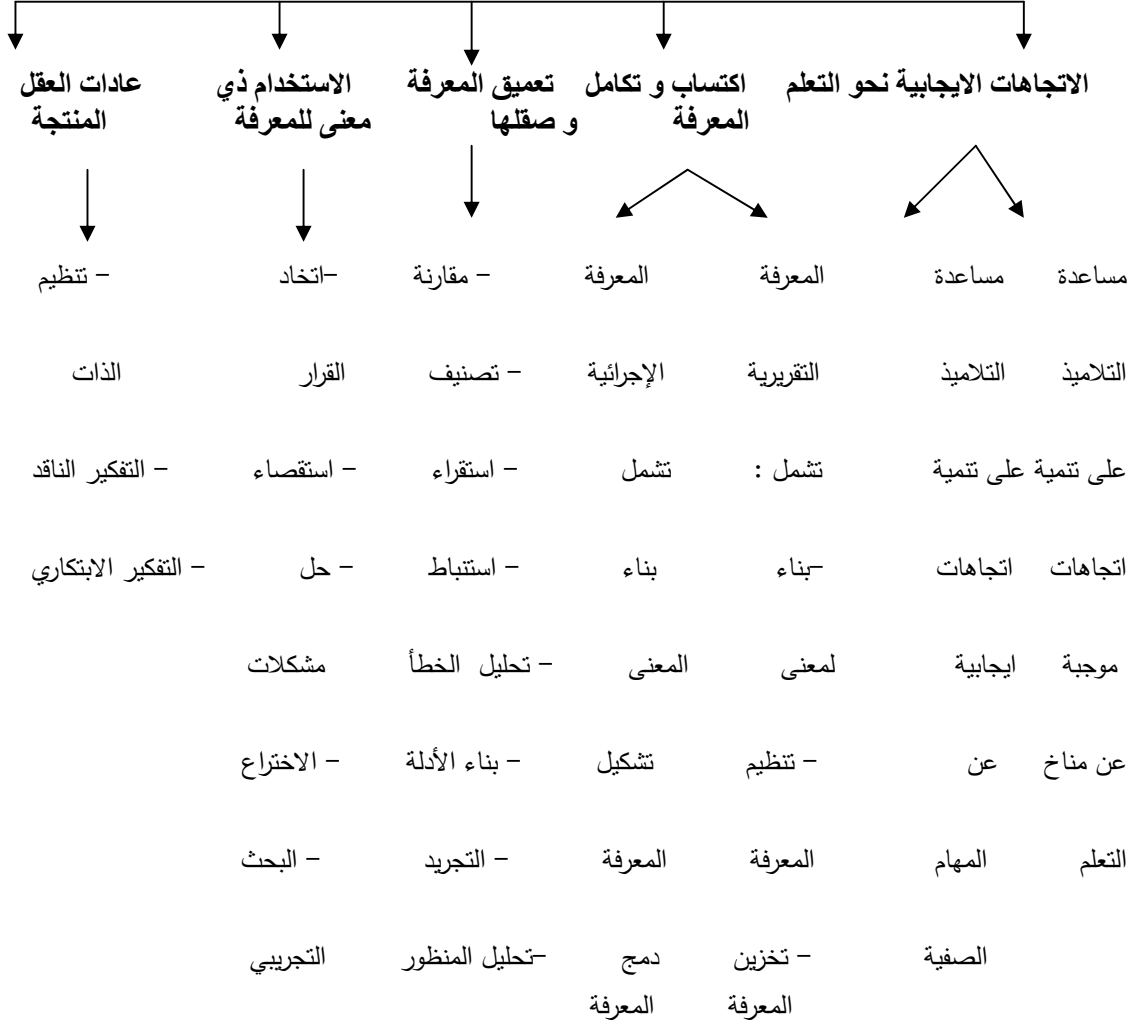 الاتجاهات الايجابية نحو التعلم
اكتساب و تكامل
المعرفة
تعميق المعرفة
و صقلها
الاستخدام ذي
معنى للمعرفة
عادات العقل
المنتجة
مساعدة
التلاميذ
على تنمية
اتجاهات
موجبة
عن مناخ
التعلم
مساعدة
التلاميذ
على تنمية
اتجاهات
ايجابية
عن
المهام
الصفية
المعرفة
التقريرية
تشمل :
–بناء
لمعنى
– تنظيم
المعرفة
– تخزين
المعرفة
المعرفة
الإجرائية
تشمل
بناء
المعنى
تشكيل
المعرفة
دمج
المعرفة
– مقارنة
– تصنيف
– استقراء
– استنباط
– تحليل الخطأ
– بناء الأدلة
– التجريد
–تحليل المنظور
–اتخاد
القرار
– استقصاء
– حل
مشكلات
– الاختراع
– البحث
التجريبي
– تنظيم
الذات
– التفكير الناقد
– التفكير الابتكاري